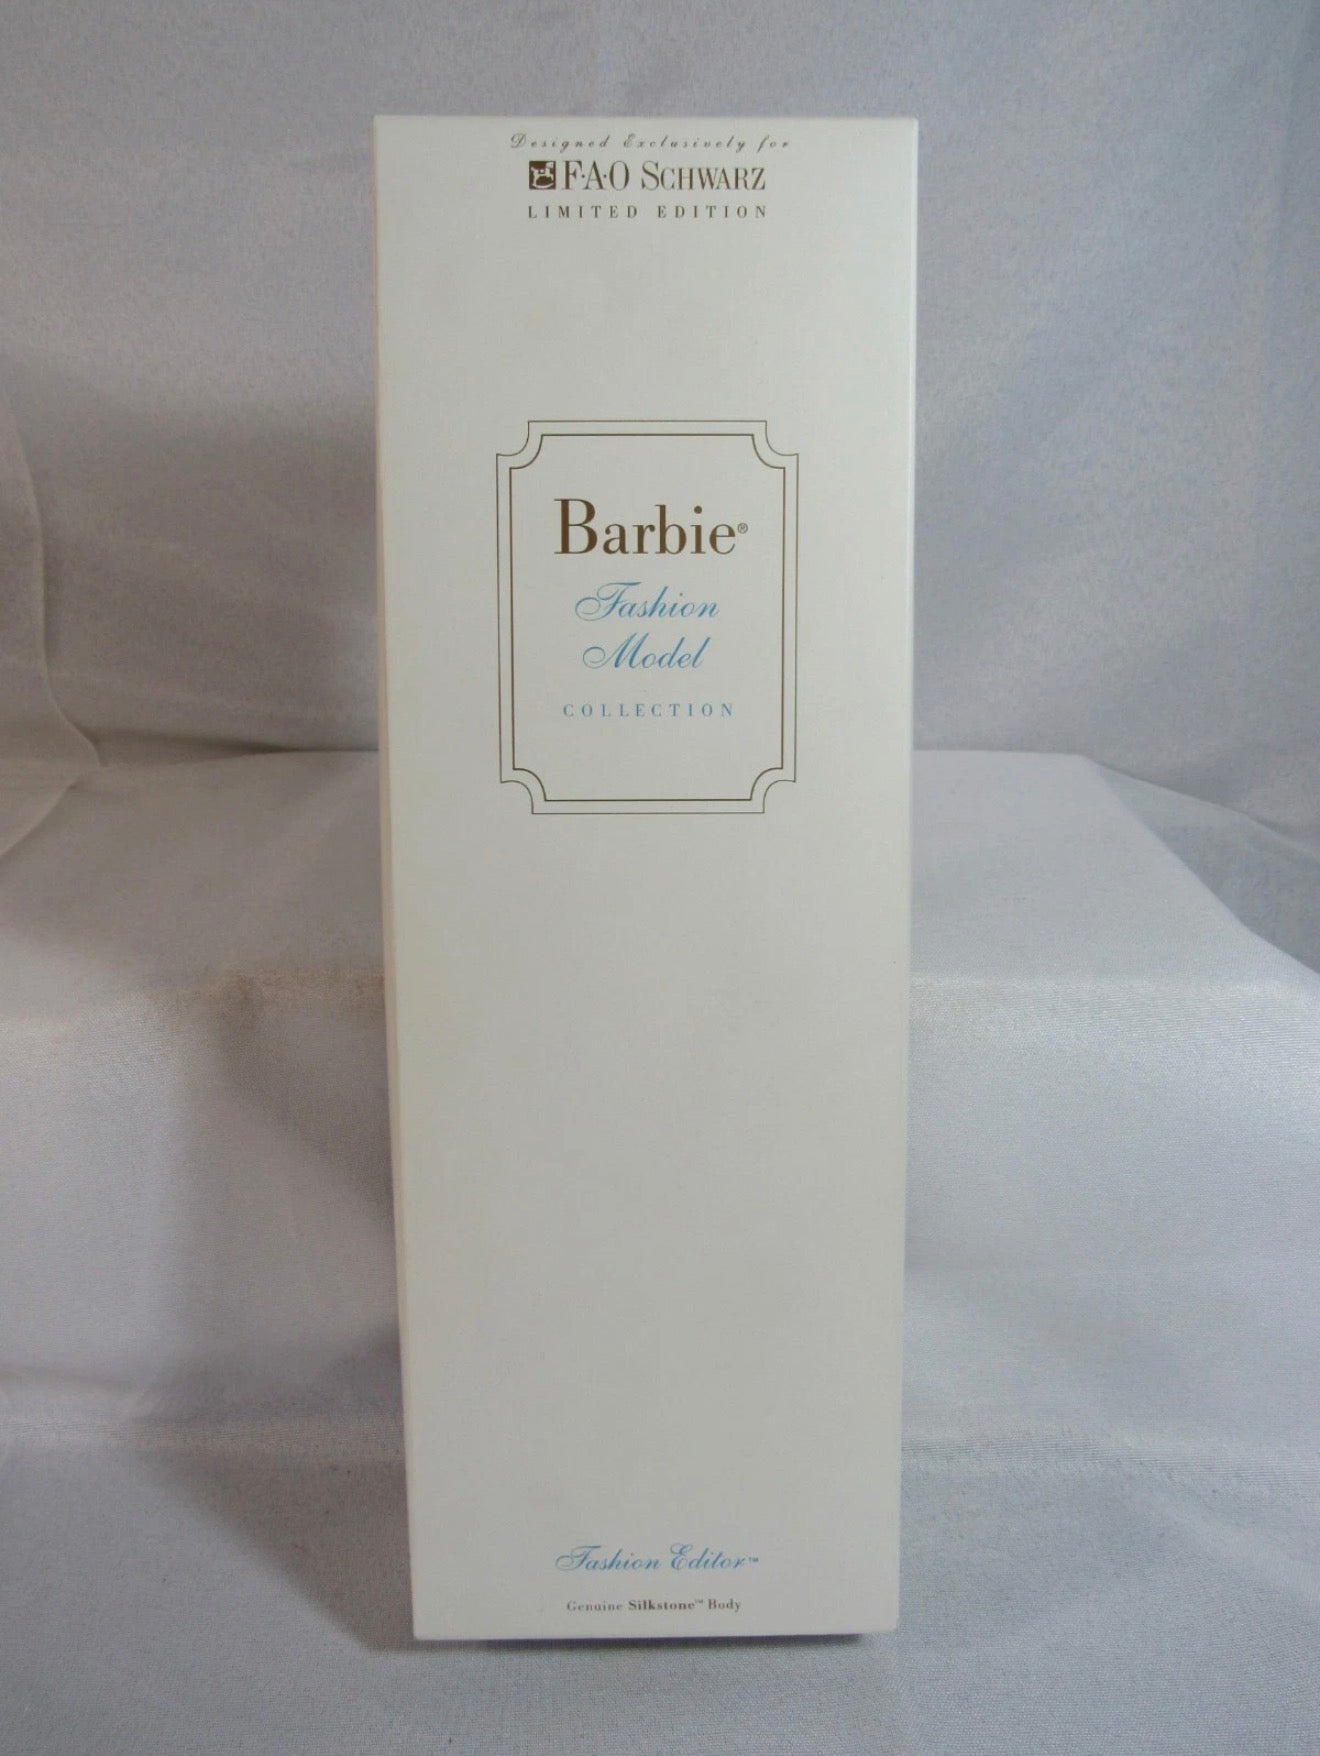 Designed Exclusively for
F·A·O SCHWARZ
LIMITED EDITION
Barbie®
Fashion
Model
COLLECTION
Fashion Editor™
Genuine Silkstone™ Body